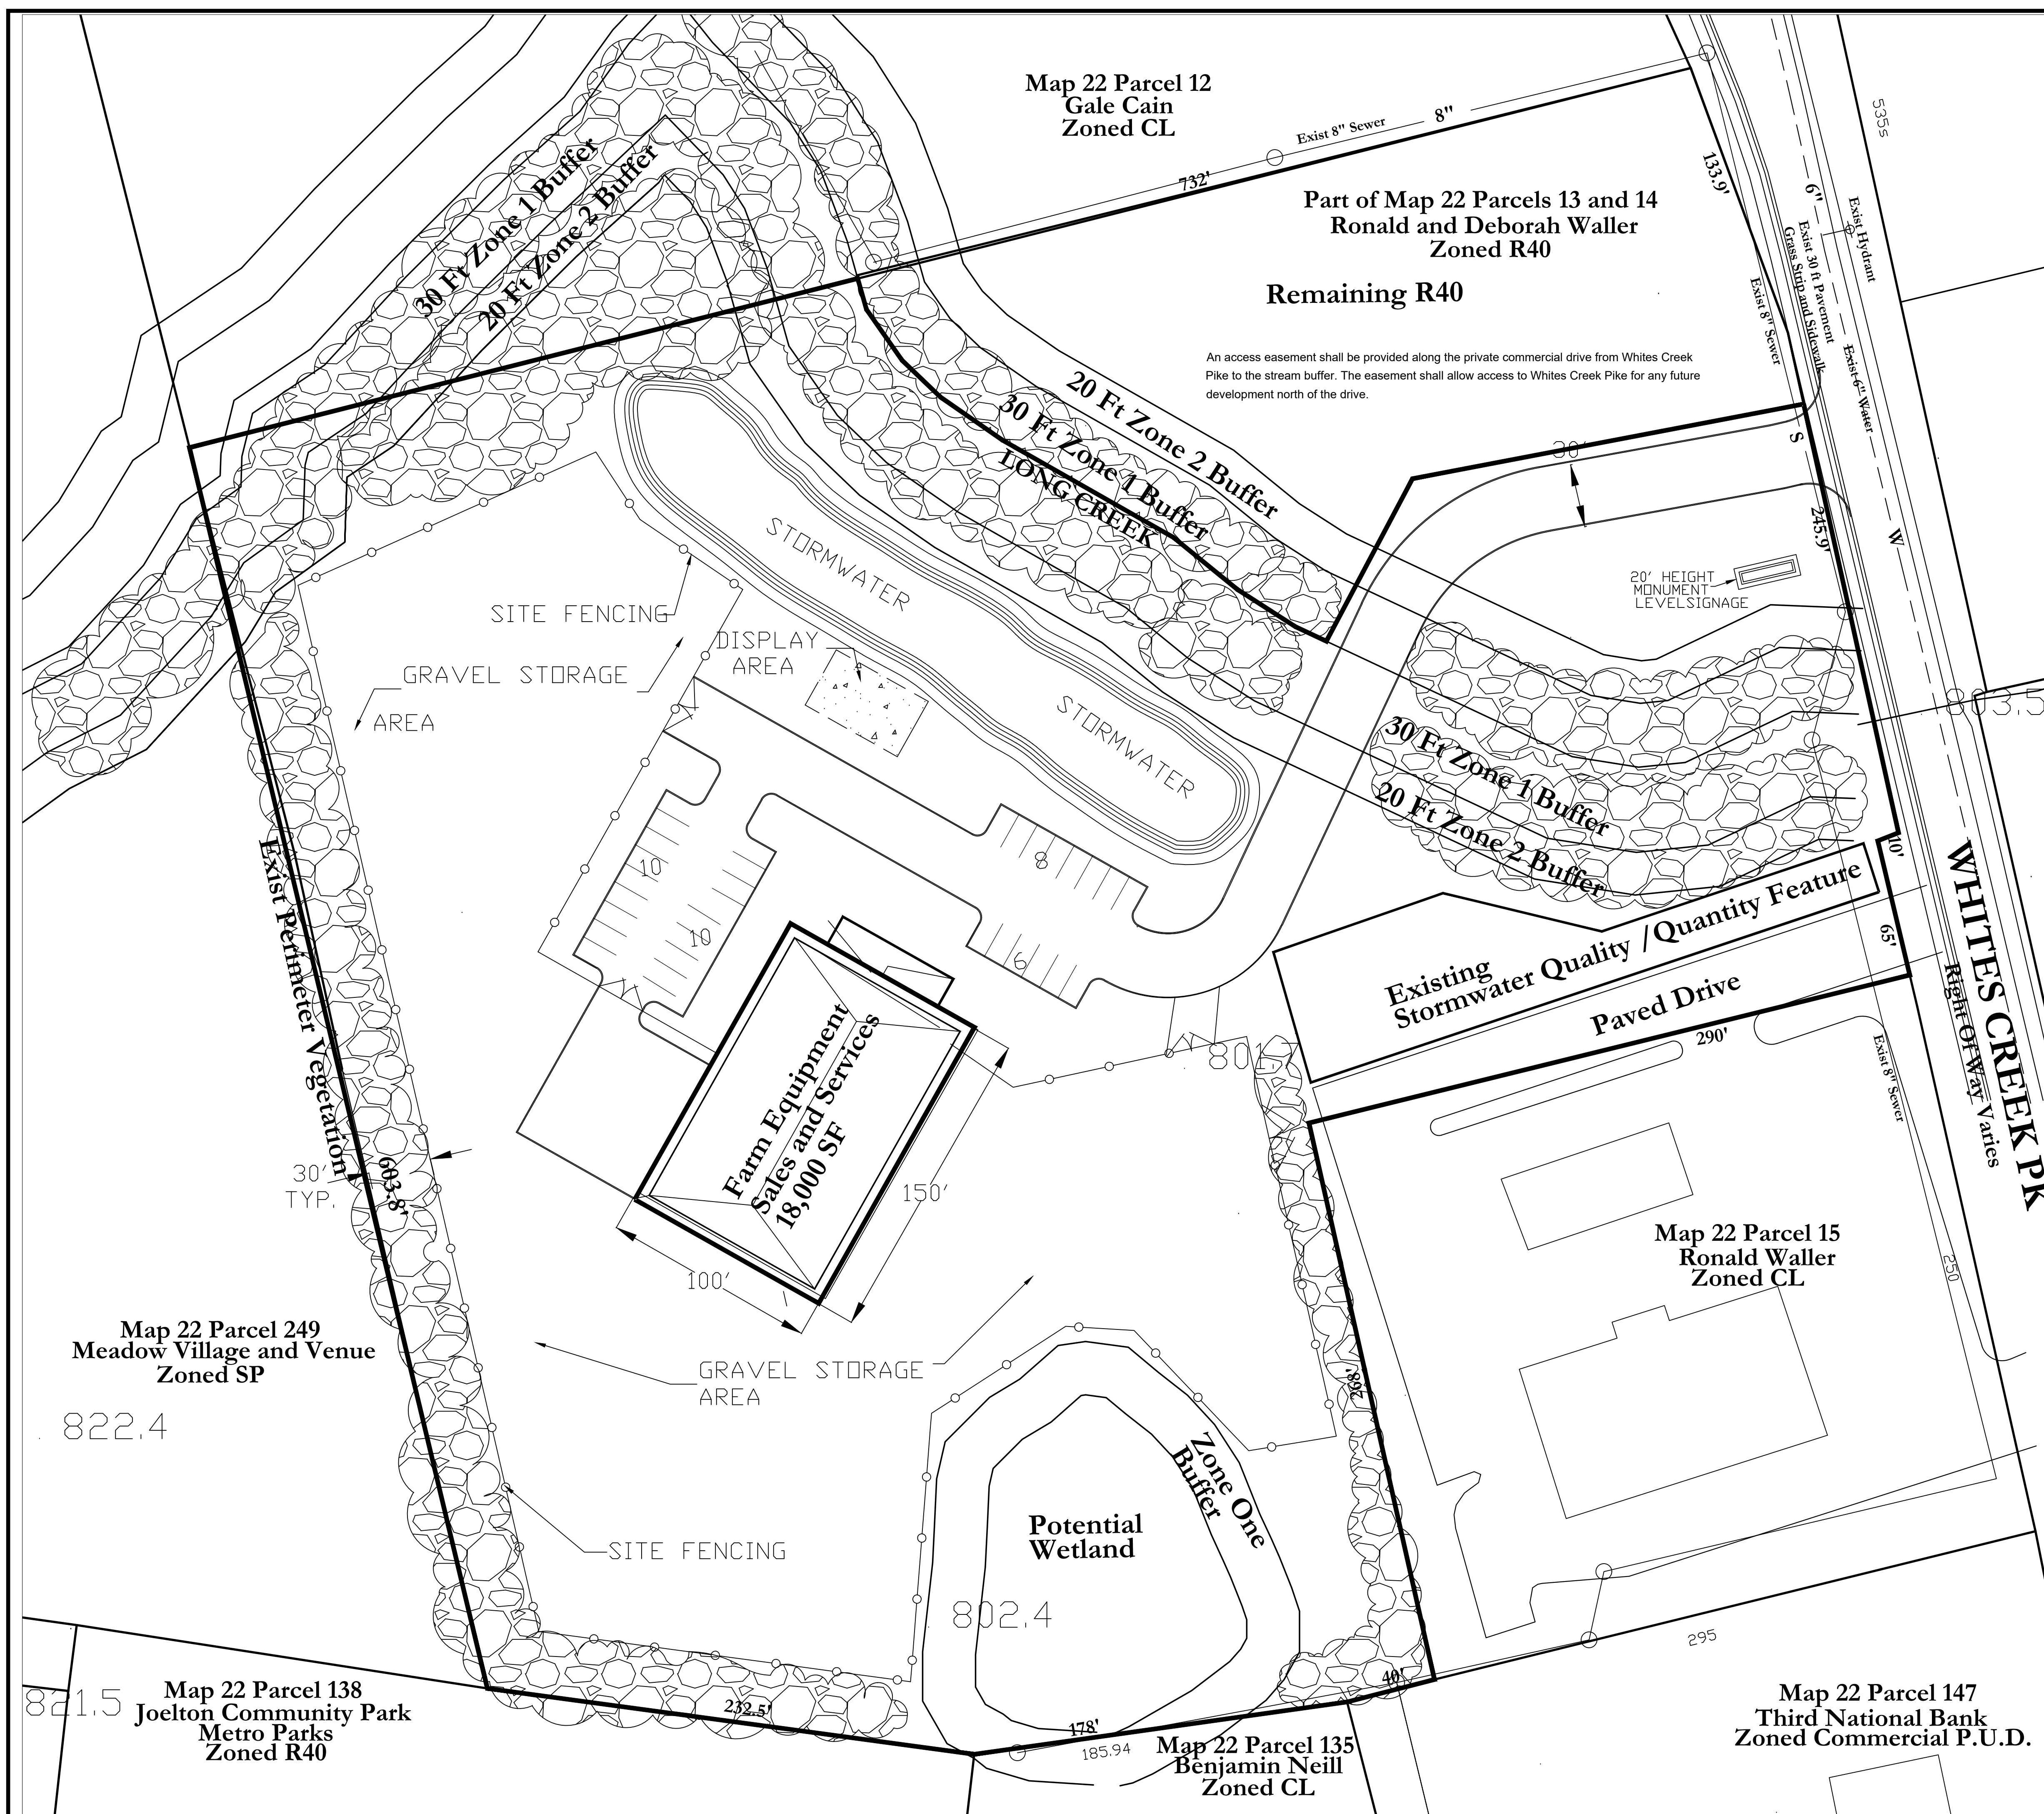 Map 22 Parcel 12
Gale Cain
Zoned CL
Exist 8" Sewer
8"
732'
133.9'
535s
6"
Exist Hydrant
Exist 30 ft Pavement
Grass Strip and Sidewalk
Exist 8" Sewer
Exist 6" Water
Part of Map 22 Parcels 13 and 14
Ronald and Deborah Waller
Zoned R40
Remaining R40
An access easement shall be provided along the private commercial drive from Whites Creek
Pike to the stream buffer. The easement shall allow access to Whites Creek Pike for any future
development north of the drive.
30 Ft Zone 1 Buffer
20 Ft Zone 2 Buffer
20 Ft Zone 2 Buffer
30 Ft Zone 1 Buffer
LONG CREEK
S
30'
245.9'
W
STORMWATER
20' HEIGHT
MONUMENT
LEVELSIGNAGE
SITE FENCING
DISPLAY
AREA
GRAVEL STORAGE
AREA
STORMWATER
803.5
30 Ft Zone 1 Buffer
20 Ft Zone 2 Buffer
10
10
8
6
10'
65'
Existing
Stormwater Quality /Quantity Feature
Paved Drive
290'
WHITES CREEK PK
Right Of Way Varies
Exist 8" Sewer
Exist Perimeter Vegetation
801.7
Farm Equipment
Sales and Services
18,000 SF
30'
TYP.
603.8'
150'
100'
Map 22 Parcel 15
Ronald Waller
Zoned CL
250
Map 22 Parcel 249
Meadow Village and Venue
Zoned SP
822.4
GRAVEL STORAGE
AREA
268'
Zone One
Buffer
Potential
Wetland
SITE FENCING
802.4
295
40'
821.5
Map 22 Parcel 138
Joelton Community Park
Metro Parks
Zoned R40
232.5'
178'
185.94
Map 22 Parcel 135
Benjamin Neill
Zoned CL
Map 22 Parcel 147
Third National Bank
Zoned Commercial P.U.D.